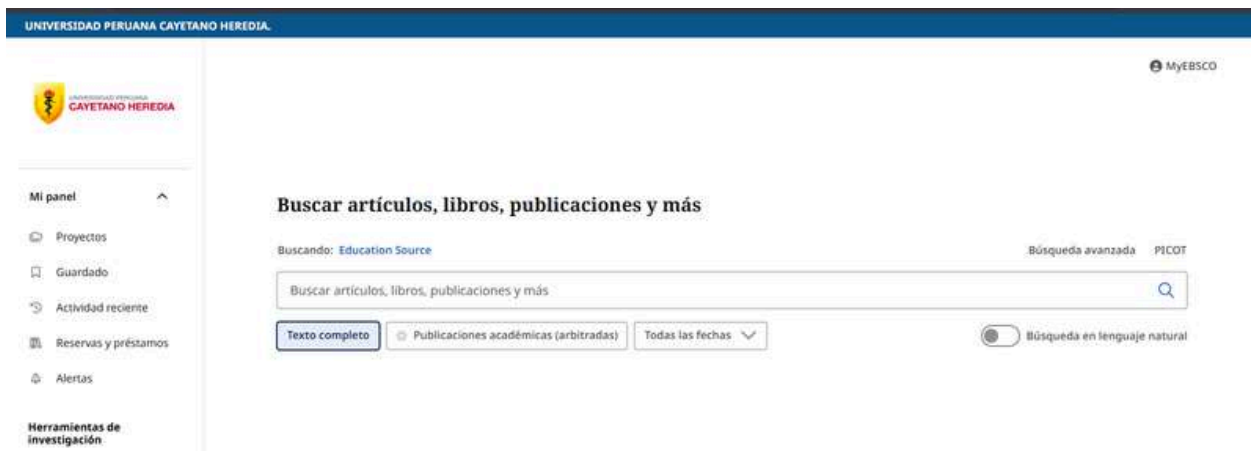 UNIVERSIDAD PERUANA CAYETANO HEREDIA.
MyEBSCO
UNIVERSIDAD PERUANA
CAYETANO HEREDIA
Mi panel
Proyectos
Guardado
Actividad reciente
Reservas y préstamos
Alertas
Herramientas de
investigación
Buscar artículos, libros, publicaciones y más
Buscando: Education Source
Búsqueda avanzada PICOT
Buscar artículos, libros, publicaciones y más
Texto completo Publicaciones académicas (arbitradas) Todas las fechas Búsqueda en lenguaje natural